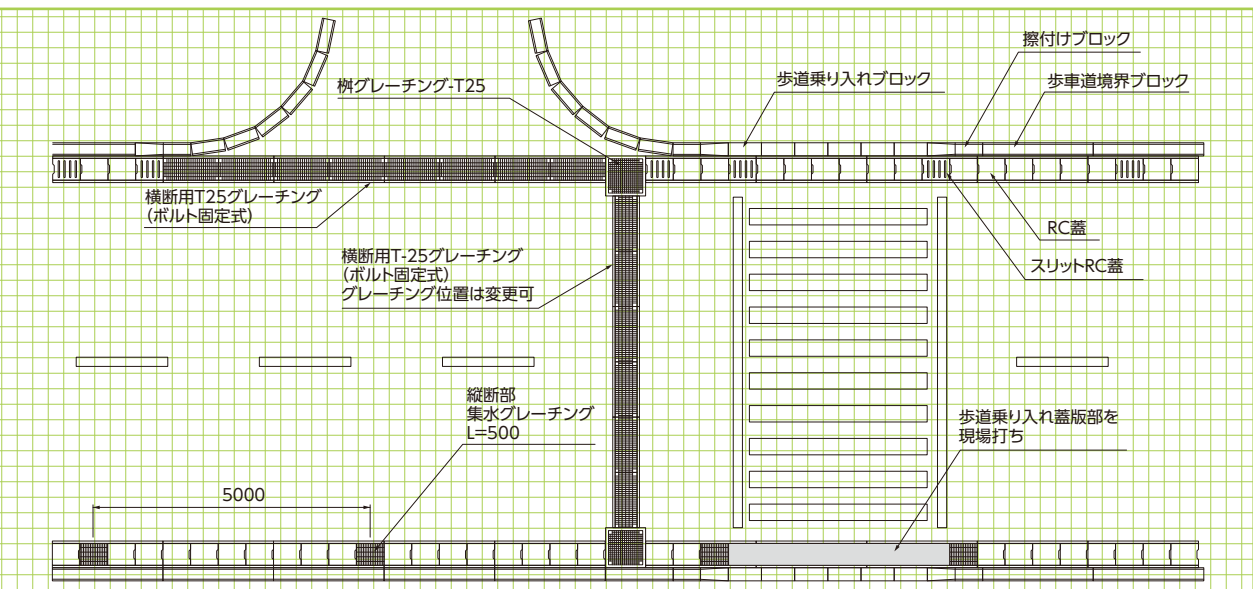 擦付けブロック
歩道乗り入れブロック
歩車道境界ブロック
桝グレーチング-T25
横断用T25グレーチング
(ボルト固定式)
RC蓋
スリットRC蓋
横断用T-25グレーチング
(ボルト固定式)
グレーチング位置は変更可
縦断部
集水グレーチング
L=500
歩道乗り入れ蓋版部を
現場打ち
5000